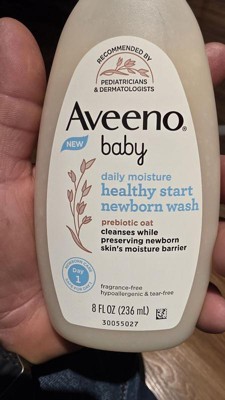 RECOMMENDED BY
PEDIATRICIANS
& DERMATOLOGISTS
Aveeno®
NEW
baby
daily moisture
healthy start
newborn wash
prebiotic oat
cleanses while
preserving newborn
skin's moisture barrier
Day
1
fragrance-free
hypoallergenic & tear-free
8 FL OZ (236 mL)
30055027